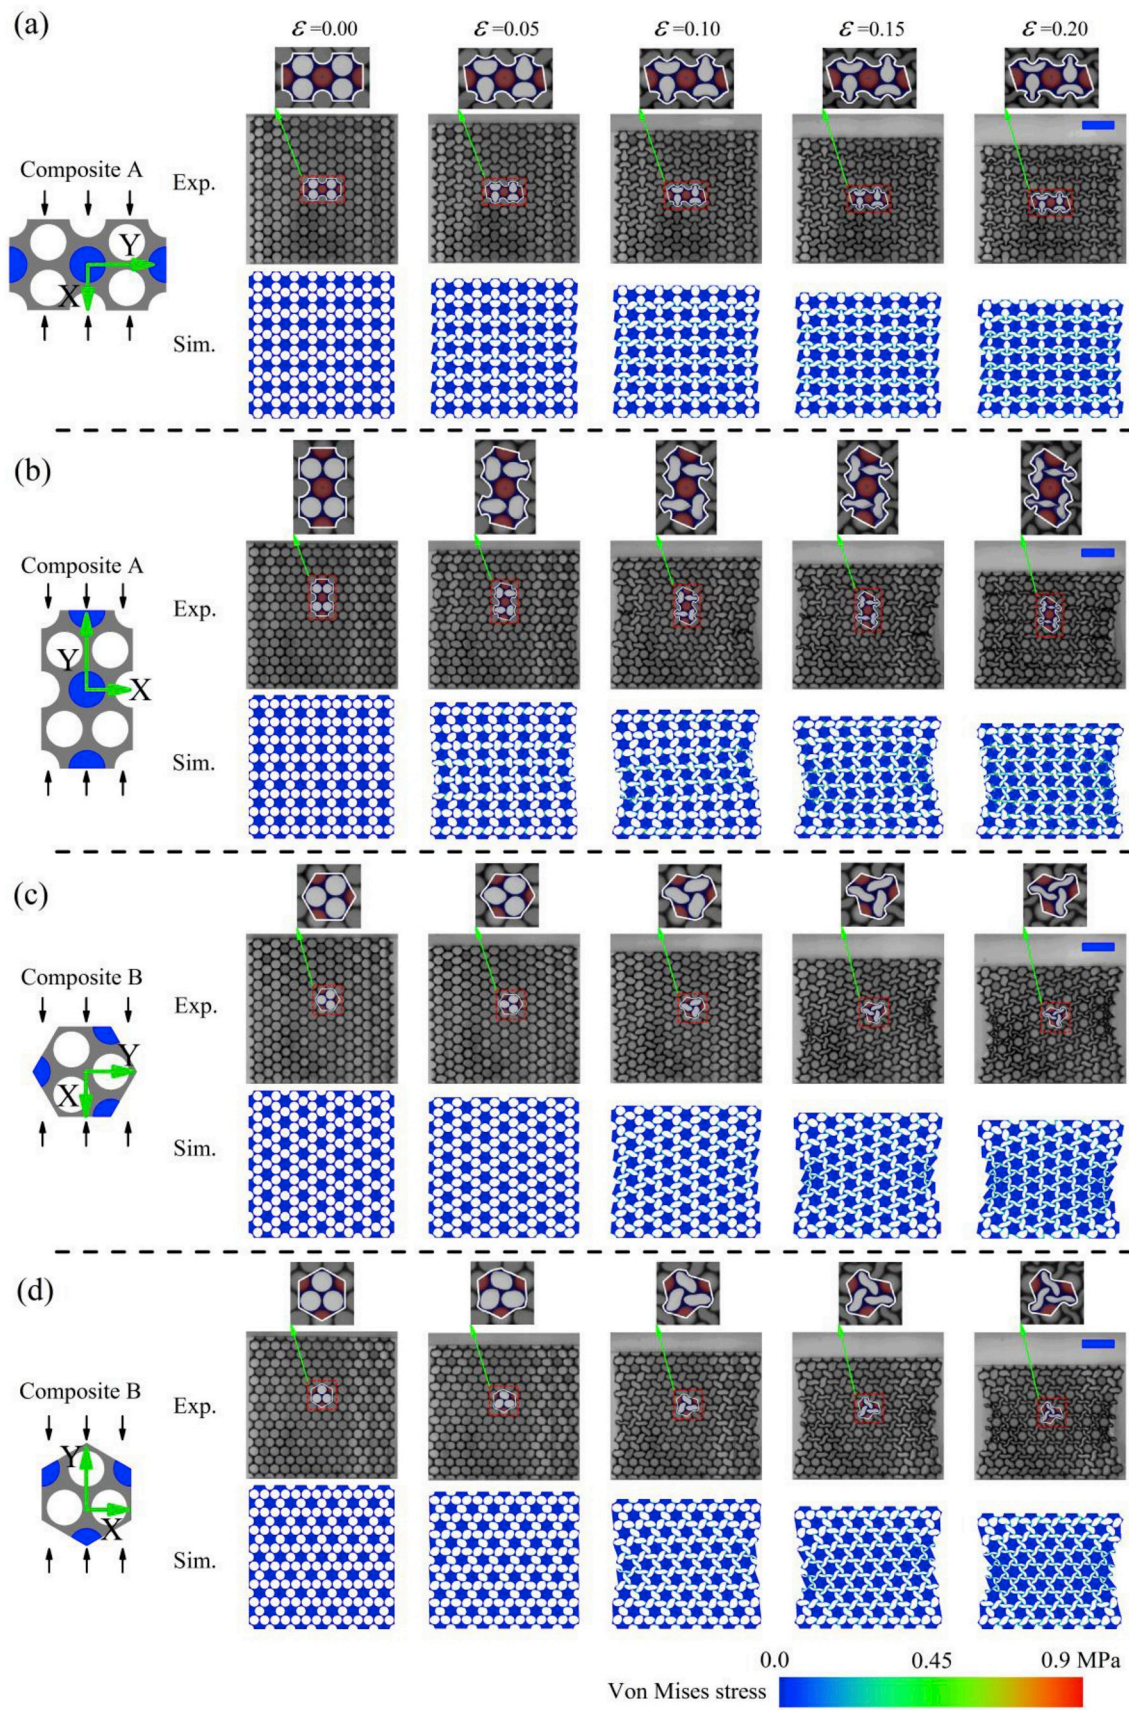 (a)
ε=0.00 ε=0.05 ε=0.10 ε=0.15 ε=0.20
Composite A
Exp.
Y
X
Sim.
(b)
Composite A
Exp.
Y
X
Sim.
(c)
Composite B
Exp.
Y
X
Sim.
(d)
Composite B
Exp.
Y
X
Sim.
0.0 0.45 0.9 MPa
Von Mises stress